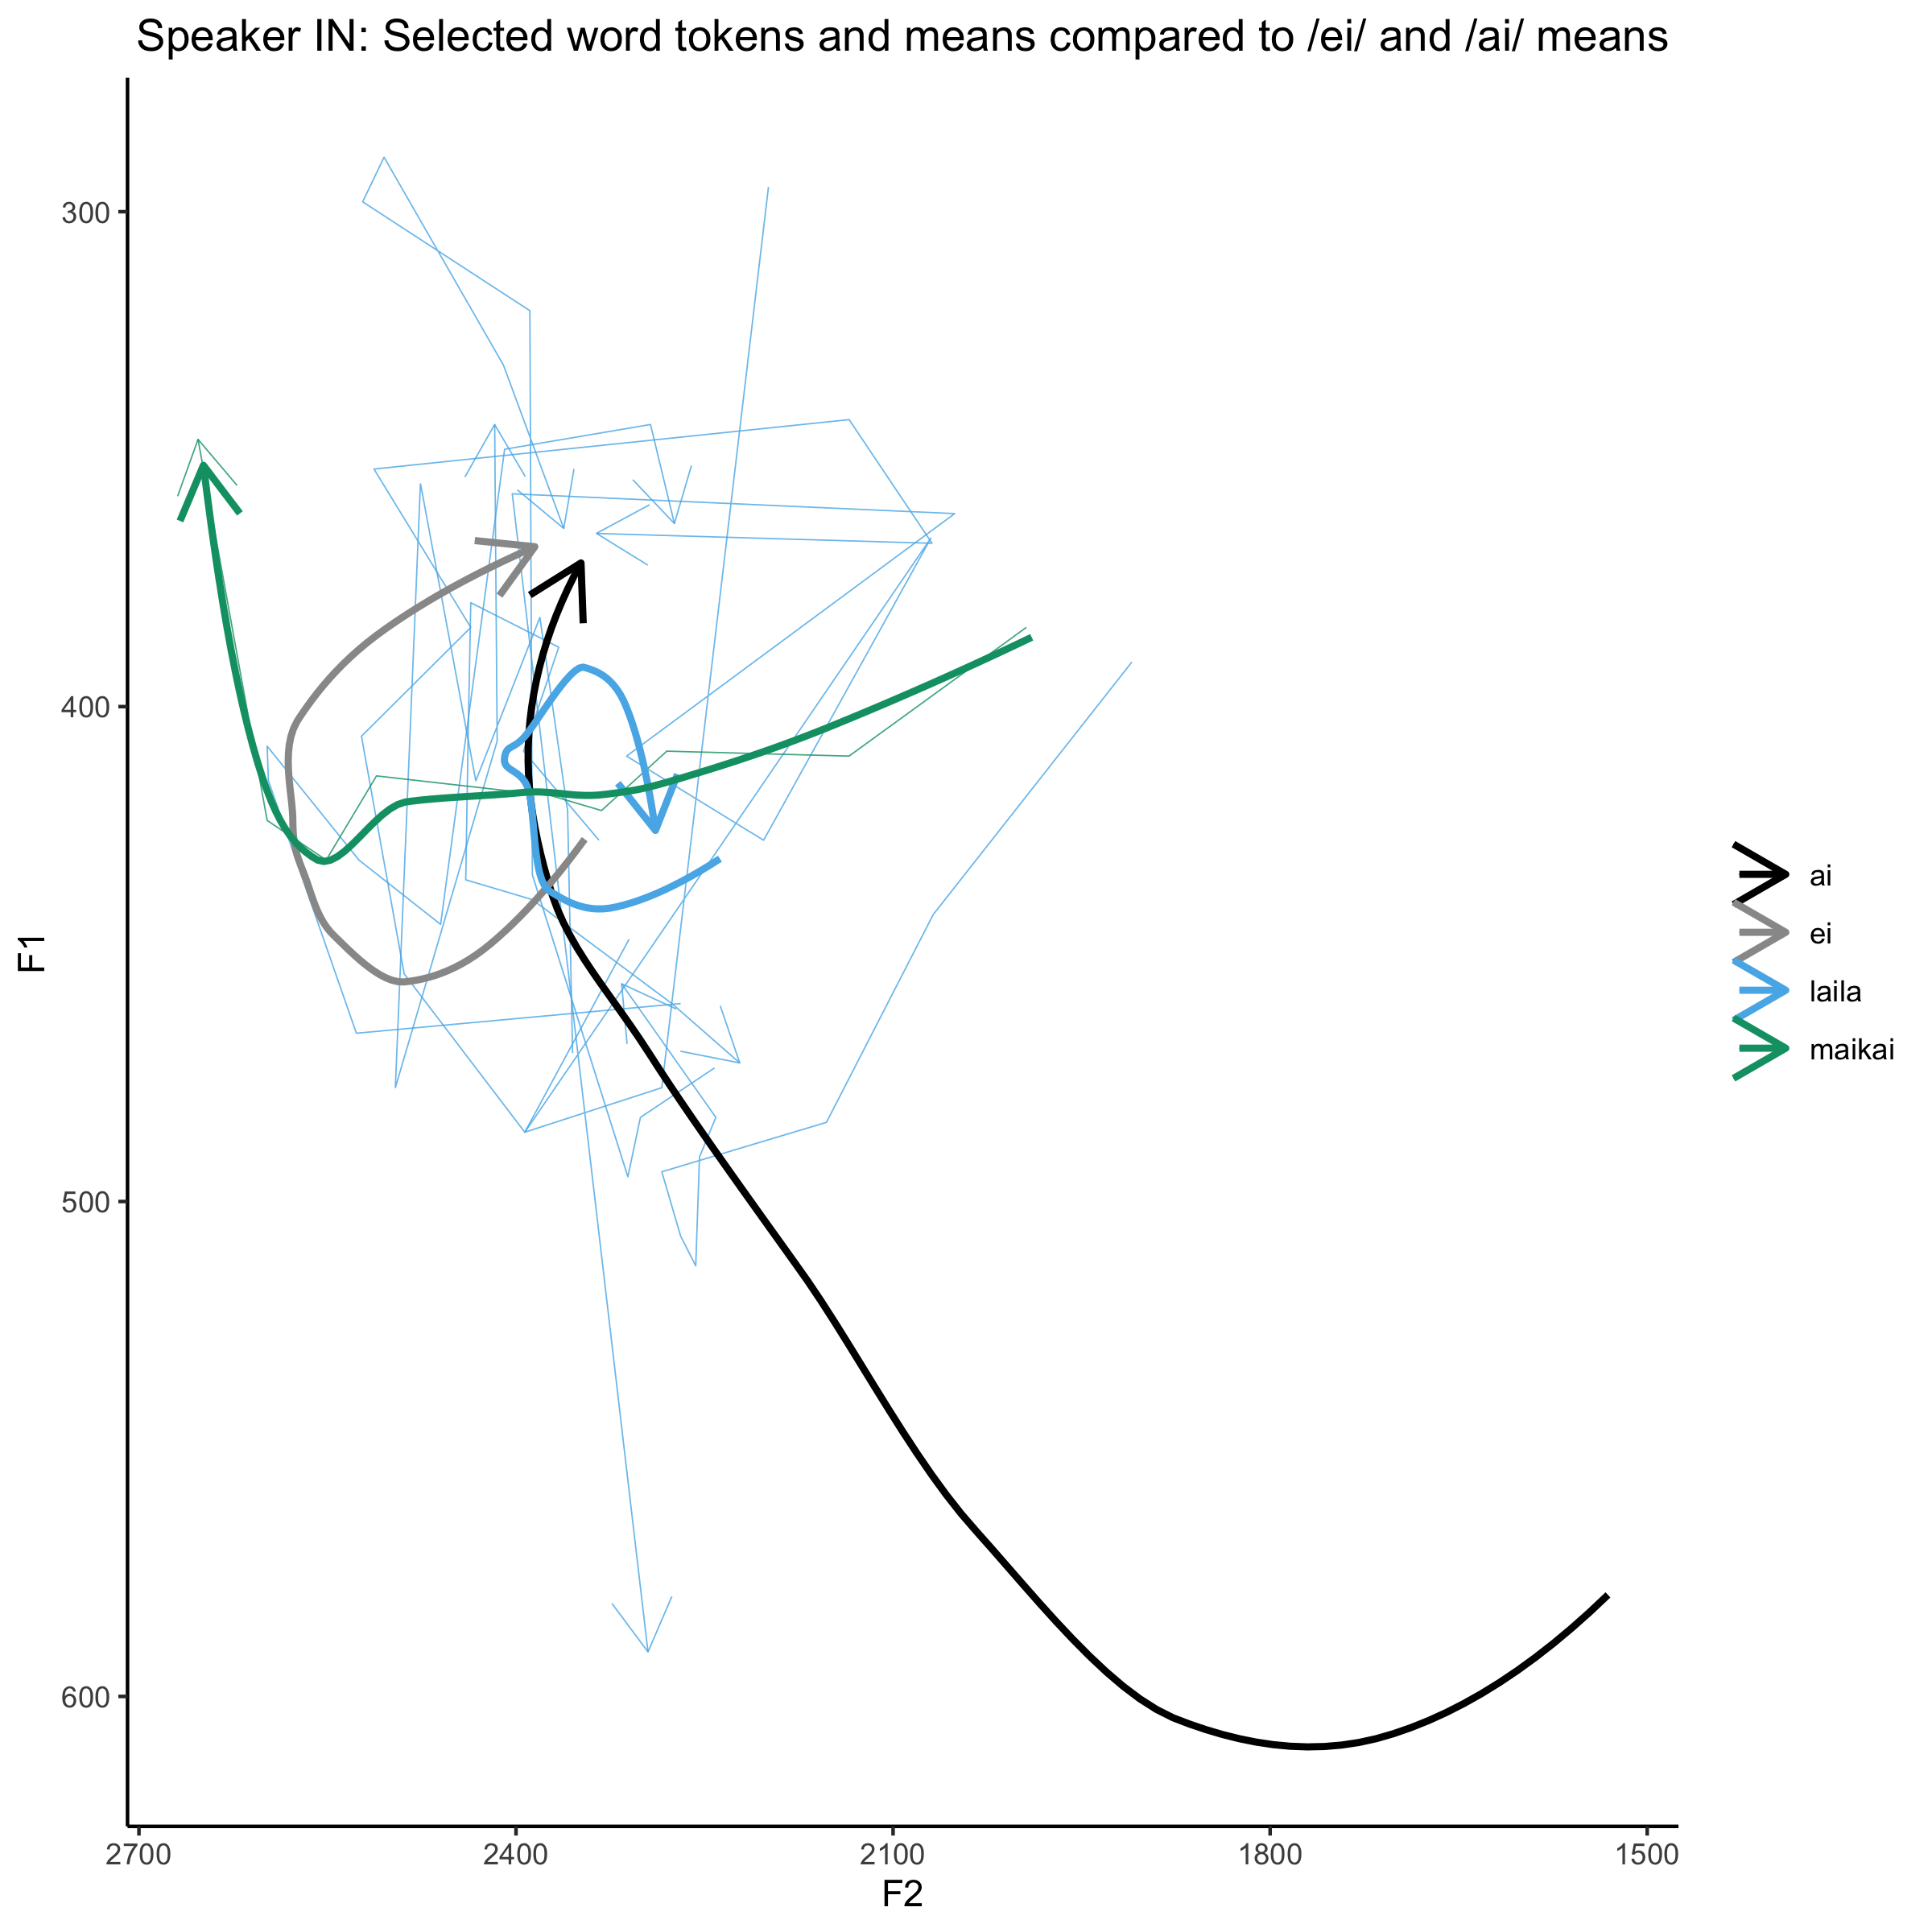 Speaker IN: Selected word tokens and means compared to /ei/ and /ai/ means
300
400
500
600
F1
2700
2400
2100
1800
1500
F2
ai
ei
laila
maikai